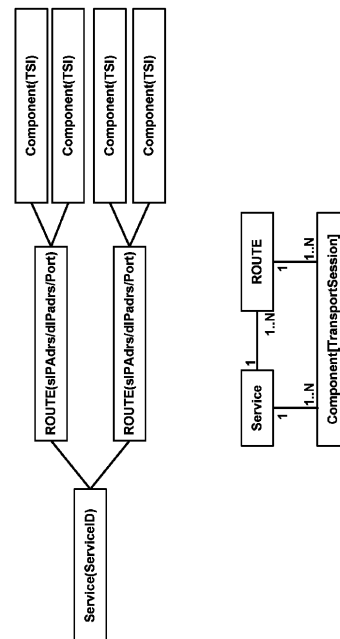 Service(ServiceID)
ROUTE(sIPAdrs/dIPadrs/Port)
Component(TSI)
Component(TSI)
ROUTE(sIPAdrs/dIPadrs/Port)
Component(TSI)
Component(TSI)
Service
1
1..N
ROUTE
1
1
1..N
1..N
Component[TransportSession]